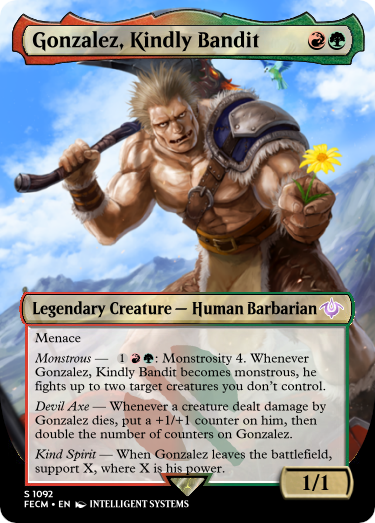 Gonzalez, Kindly Bandit
Legendary Creature — Human Barbarian
Menace
Monstrous — 1 : Monstrosity 4. Whenever
Gonzalez, Kindly Bandit becomes monstrous, he
fights up to two target creatures you don't control.
Devil Axe — Whenever a creature dealt damage by
Gonzalez dies, put a +1/+1 counter on him, then
double the number of counters on Gonzalez.
Kind Spirit — When Gonzalez leaves the battlefield,
support X, where X is his power.
1/1
S 1092
FECM • EN INTELLIGENT SYSTEMS